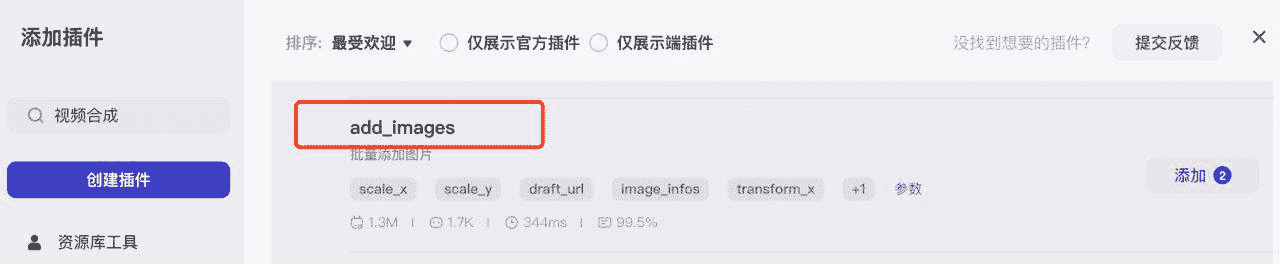 添加插件
视频合成
创建插件
资源库工具
排序: 最受欢迎 仅展示官方插件 仅展示端插件 没找到想要的插件? 提交反馈
add_images
批量添加图片
scale_x scale_y draft_url image_infos transform_x +1 参数
1.3M 1.7K 344ms 99.5%
添加 2